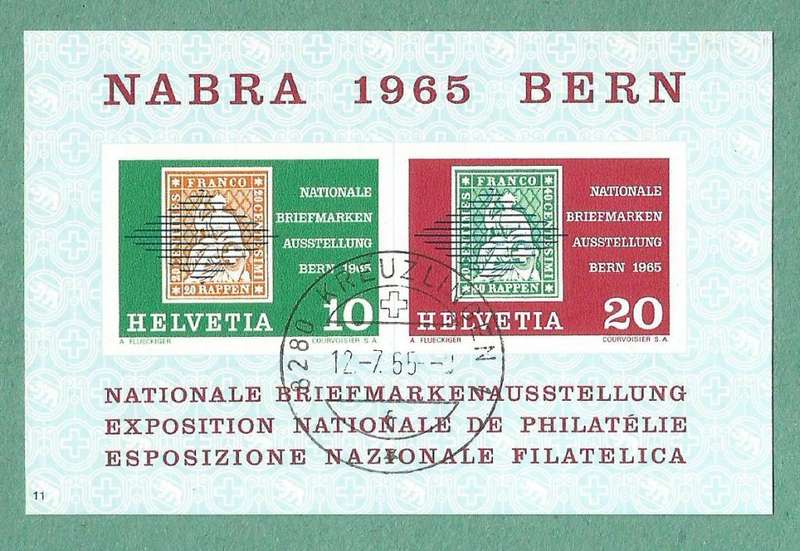 NABRA 1965 BERN
FRANCO
20 CENTESIMI
20 RAPPEN
NATIONALE
BRIEFMARKEN
AUSSTELLUNG
BERN 1965
HELVETIA 10
A. FLUECKIGER COURVOISIER S.A.
FRANCO
40 CENTESIMI
40 RAPPEN
NATIONALE
BRIEFMARKEN
AUSSTELLUNG
BERN 1965
HELVETIA 20
A. FLUECKIGER COURVOISIER S.A.
8280 KREUZLINGEN 1
12.-7.65-
NATIONALE BRIEFMARKENAUSSTELLUNG
EXPOSITION NATIONALE DE PHILATÉLIE
ESPOSIZIONE NAZIONALE FILATELICA
11